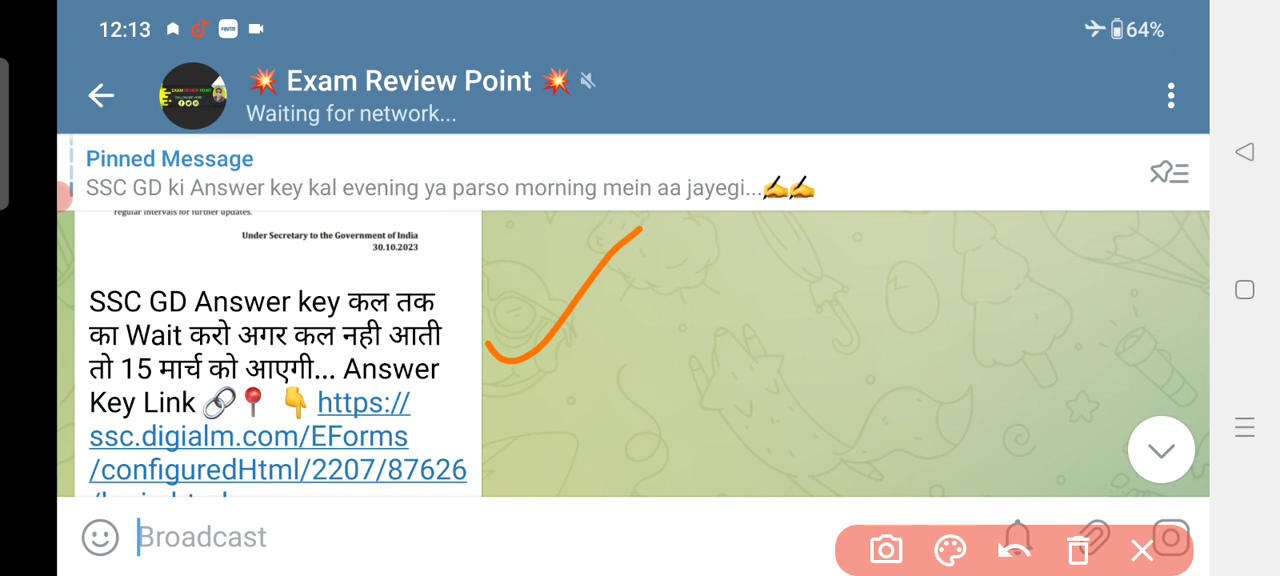 12:13
64%
💥 Exam Review Point 💥
Waiting for network...
Pinned Message
SSC GD ki Answer key kal evening ya parso morning mein aa jayegi...✍️✍️
regular intervals for further updates.
Under Secretary to the Government of India
30.10.2023
SSC GD Answer key कल तक
का Wait करो अगर कल नही आती
तो 15 मार्च को आएगी... Answer
Key Link 🔗📍 👇 https://
ssc.digialm.com/EForms
/configuredHtml/2207/87626
Broadcast